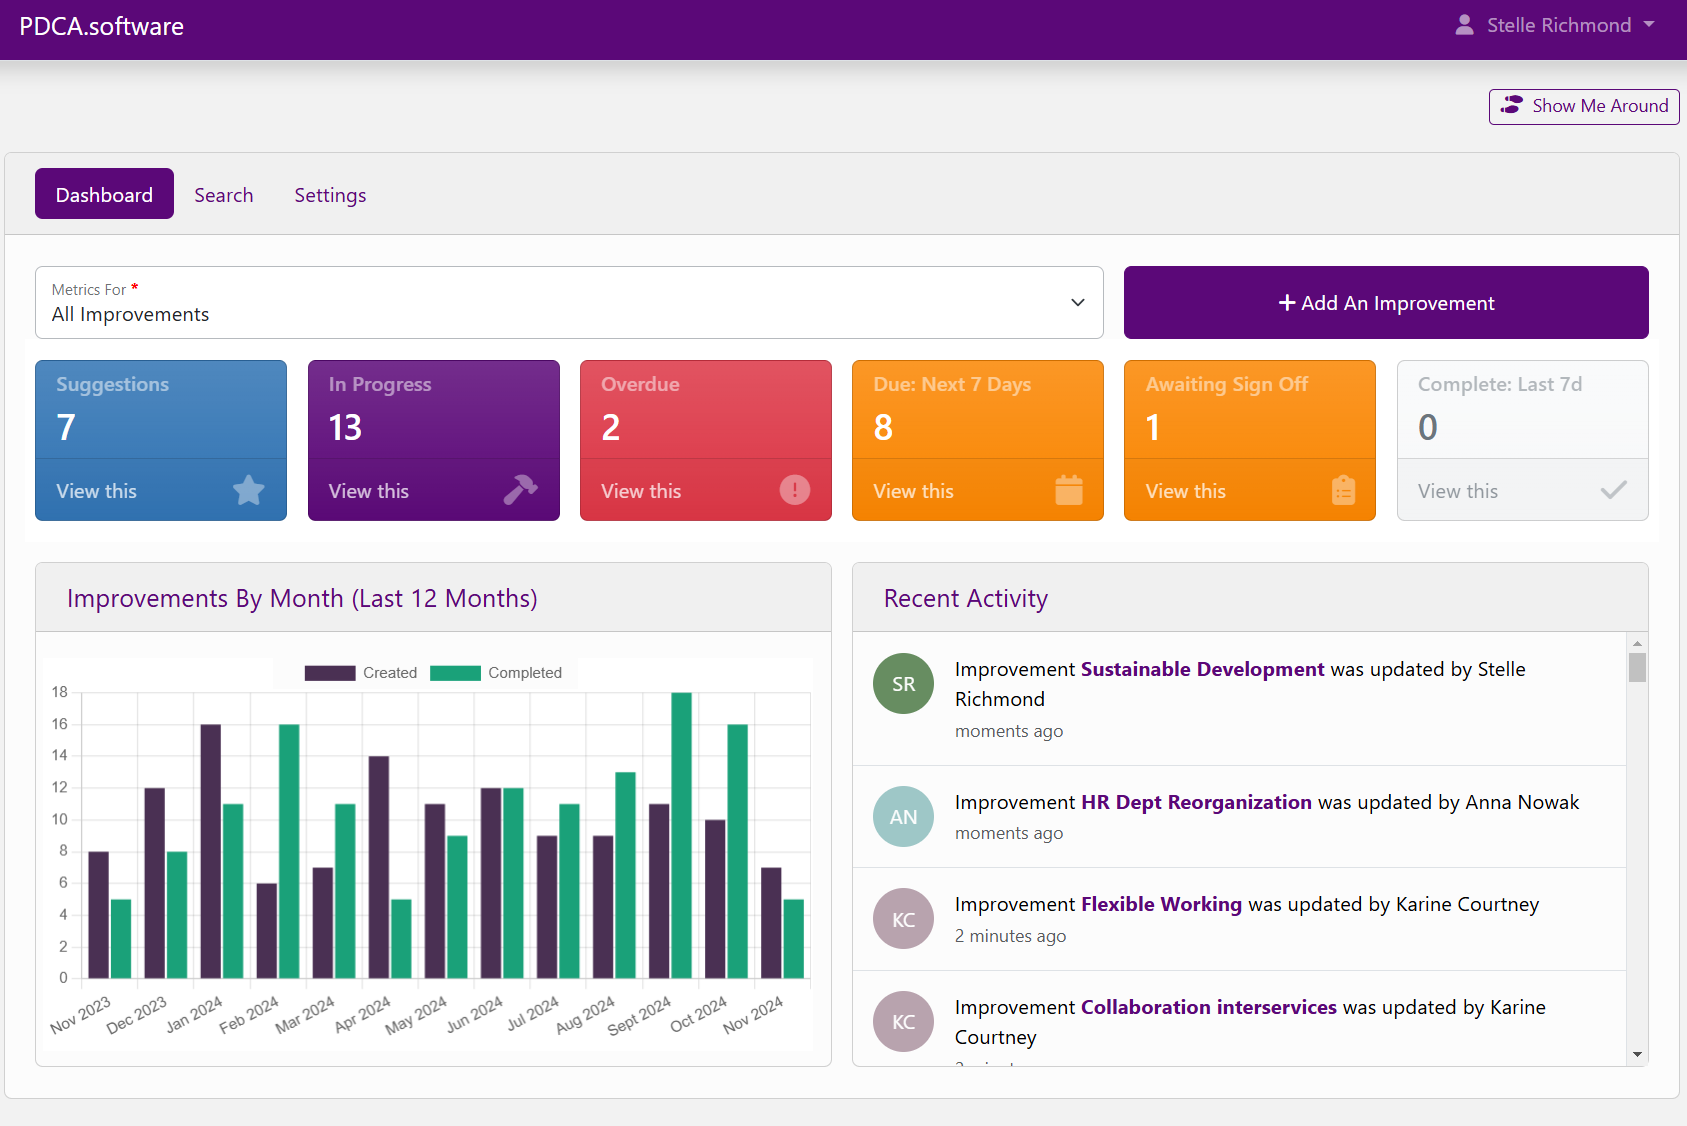 PDCA.software
Stelle Richmond
Show Me Around
Dashboard
Search
Settings
Metrics For *
All Improvements
Add An Improvement
Suggestions
7
View this
In Progress
13
View this
Overdue
2
View this
Due: Next 7 Days
8
View this
Awaiting Sign Off
1
View this
Complete: Last 7d
0
View this
Improvements By Month (Last 12 Months)
Created
Completed
18
16
14
12
10
8
6
4
2
0
Nov 2023
Dec 2023
Jan 2024
Feb 2024
Mar 2024
Apr 2024
May 2024
Jun 2024
Jul 2024
Aug 2024
Sept 2024
Oct 2024
Nov 2024
Recent Activity
SR
Improvement Sustainable Development was updated by Stelle
Richmond
moments ago
AN
Improvement HR Dept Reorganization was updated by Anna Nowak
moments ago
KC
Improvement Flexible Working was updated by Karine Courtney
2 minutes ago
KC
Improvement Collaboration interservices was updated by Karine
Courtney